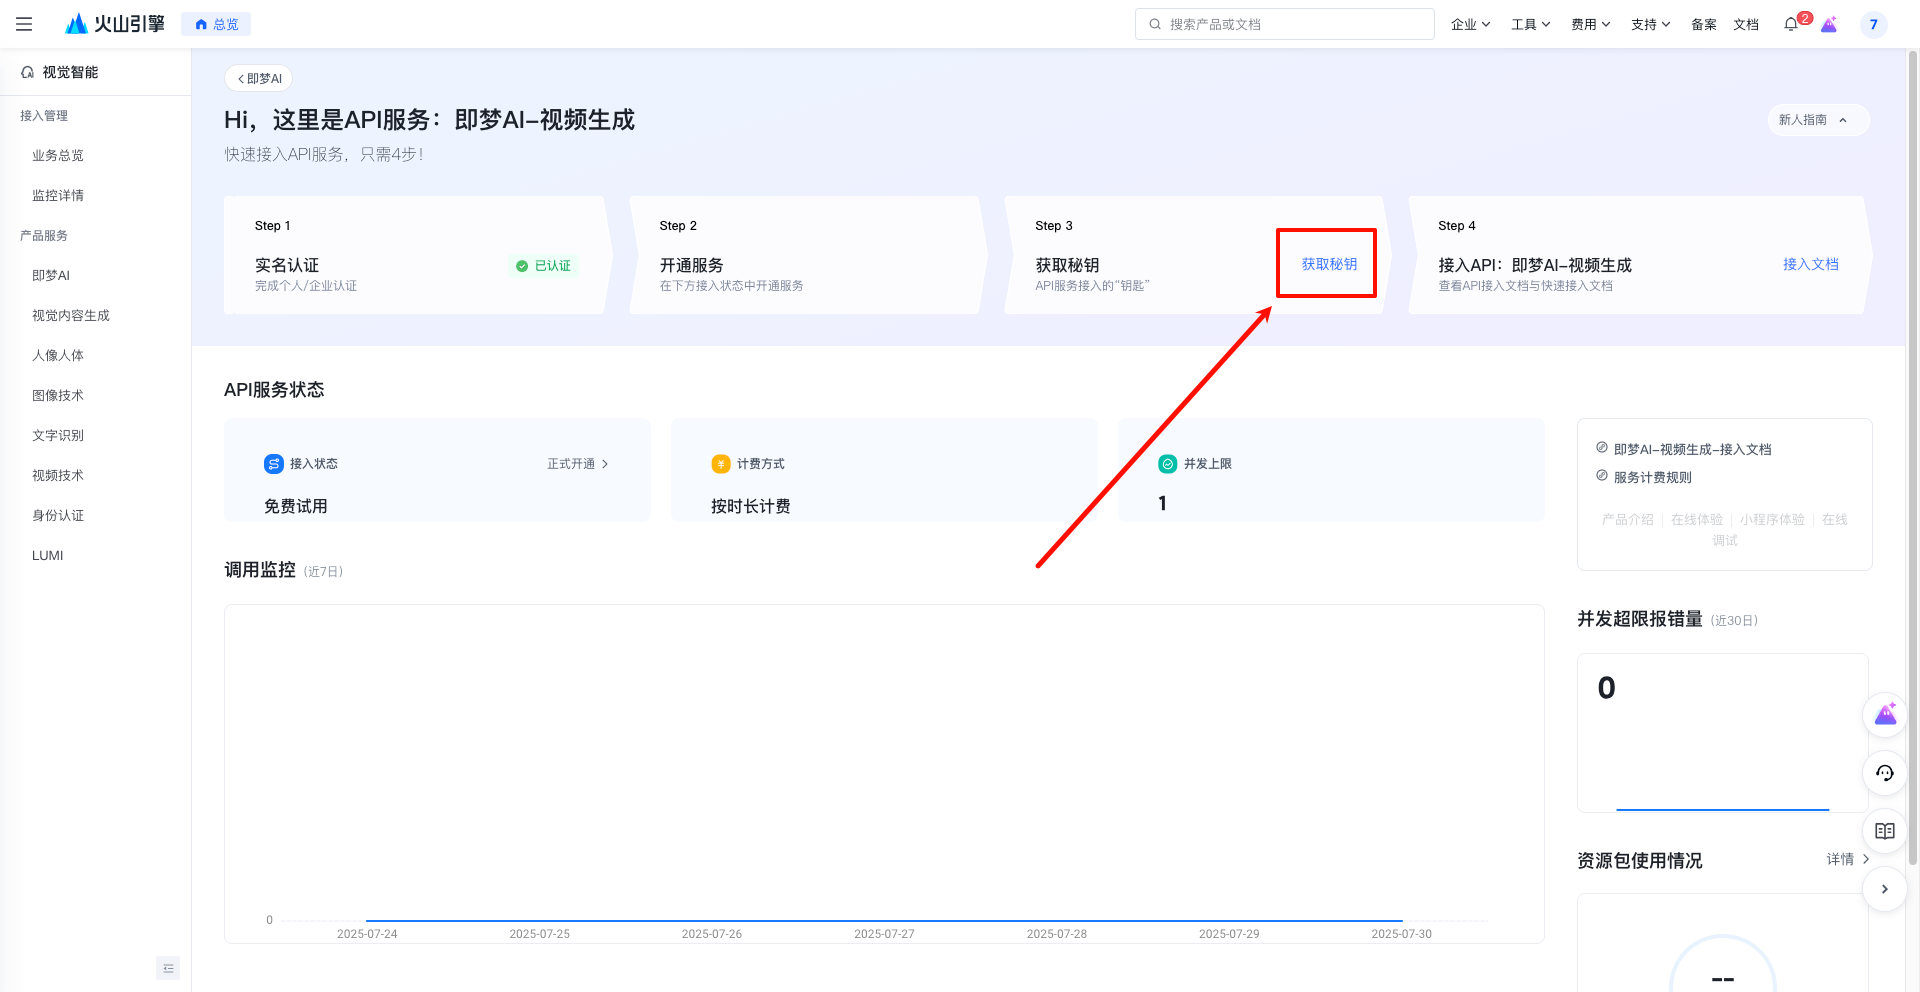 火山引擎
总览
搜索产品或文档
企业
工具
费用
支持
备案
文档
2
7
视觉智能
接入管理
业务总览
监控详情
产品服务
即梦AI
视觉内容生成
人像人体
图像技术
文字识别
视频技术
身份认证
LUMI
即梦AI
Hi，这里是API服务：即梦AI-视频生成
快速接入API服务，只需4步！
新人指南
Step 1
实名认证
完成个人/企业认证
已认证
Step 2
开通服务
在下方接入状态中开通服务
Step 3
获取秘钥
API服务接入的“钥匙”
获取秘钥
Step 4
接入API：即梦AI-视频生成
查看API接入文档与快速接入文档
接入文档
API服务状态
接入状态
正式开通
免费试用
¥
计费方式
按时长计费
并发上限
1
即梦AI-视频生成-接入文档
服务计费规则
产品介绍 在线体验 小程序体验 在线
调试
调用监控 (近7日)
0
2025-07-24 2025-07-25 2025-07-26 2025-07-27 2025-07-28 2025-07-29 2025-07-30
并发超限报错量 (近30日)
0
资源包使用情况
详情
--